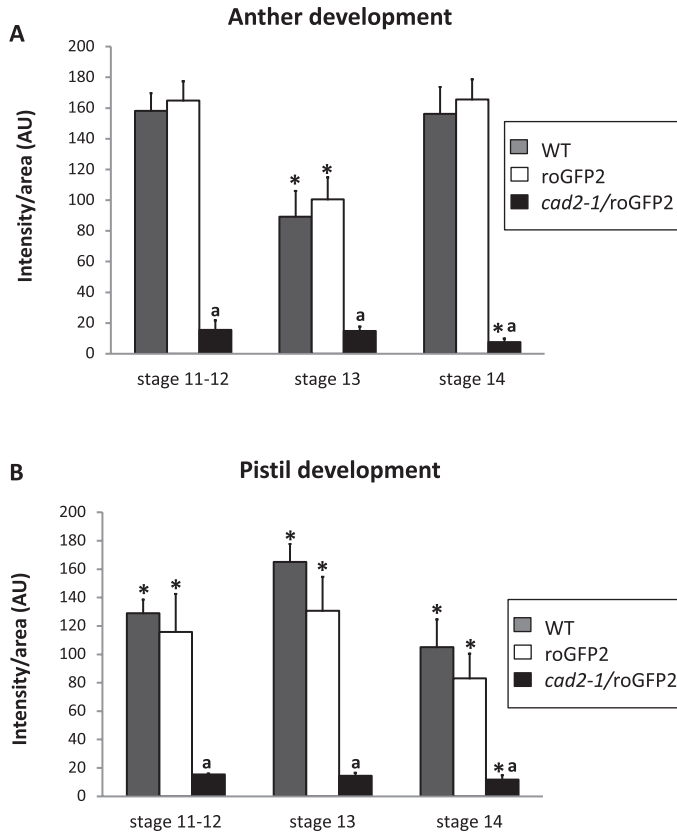 A
Anther development
Intensity/area (AU)
200
180
160
140
120
100
80
60
40
20
0
* *
a a * a
stage 11-12 stage 13 stage 14
WT
roGFP2
cad2-1/roGFP2
B
Pistil development
Intensity/area (AU)
200
180
160
140
120
100
80
60
40
20
0
* * * * * *
a a * a
stage 11-12 stage 13 stage 14
WT
roGFP2
cad2-1/roGFP2